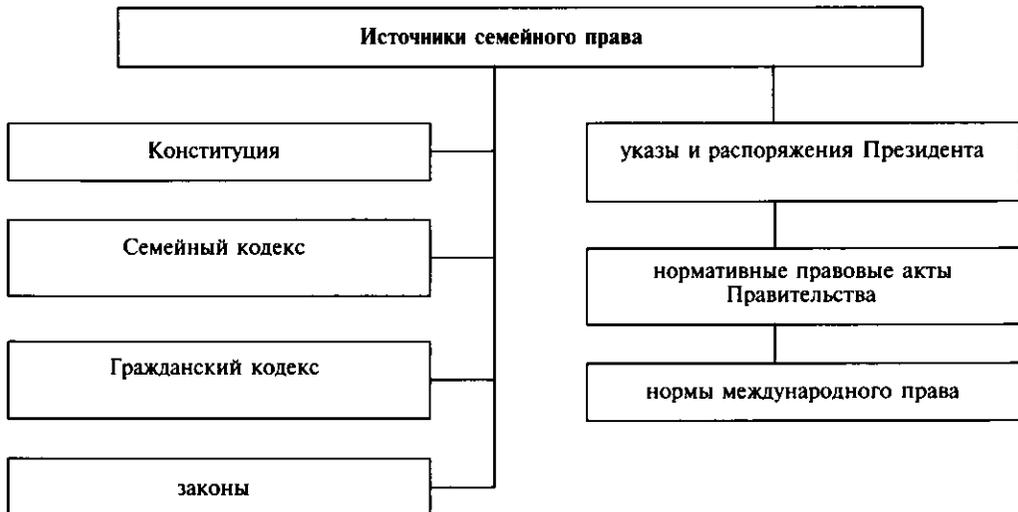 Источники семейного права
Конституция
Семейный кодекс
Гражданский кодекс
законы
указы и распоряжения Президента
нормативные правовые акты
Правительства
нормы международного права